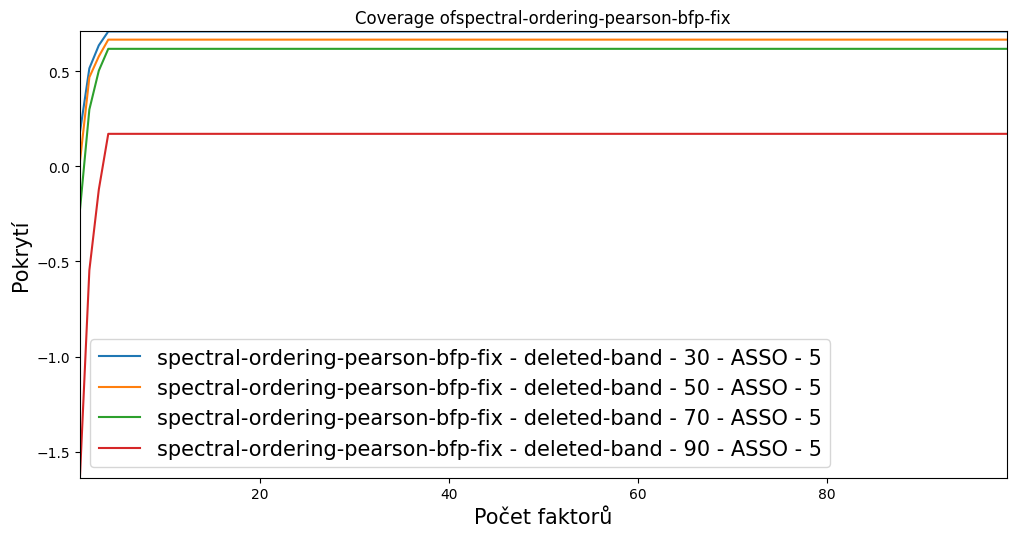 Coverage ofspectral-ordering-pearson-bfp-fix
0.5
0.0
−0.5
−1.0
−1.5
Pokrytí
spectral-ordering-pearson-bfp-fix - deleted-band - 30 - ASSO - 5
spectral-ordering-pearson-bfp-fix - deleted-band - 50 - ASSO - 5
spectral-ordering-pearson-bfp-fix - deleted-band - 70 - ASSO - 5
spectral-ordering-pearson-bfp-fix - deleted-band - 90 - ASSO - 5
20 40 60 80
Počet faktorů